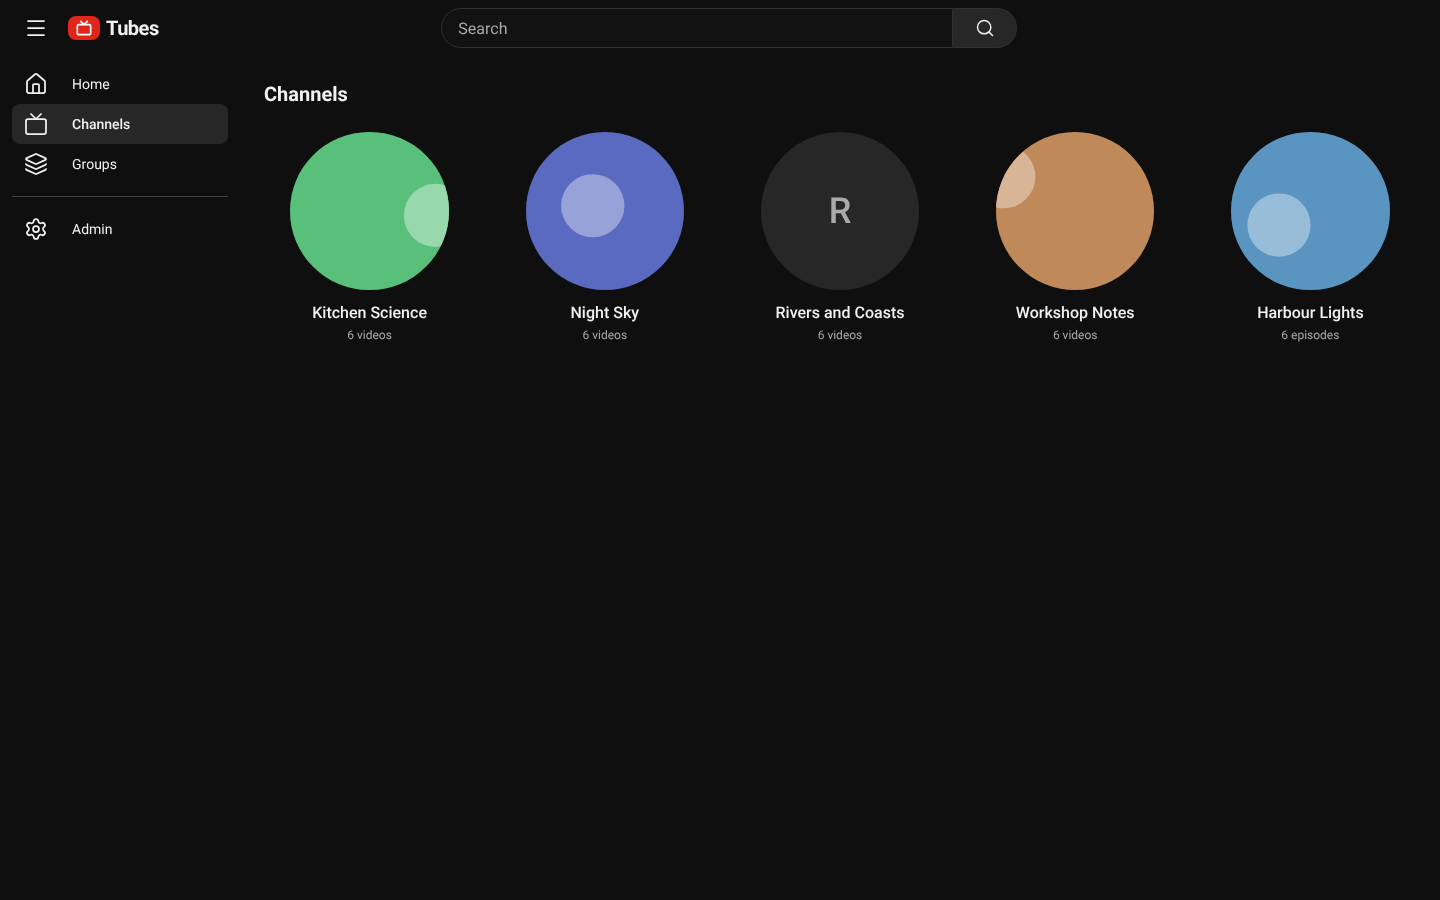 Tubes
Search
Home
Channels
Groups
Admin
Channels
R
Kitchen Science
6 videos
Night Sky
6 videos
Rivers and Coasts
6 videos
Workshop Notes
6 videos
Harbour Lights
6 episodes